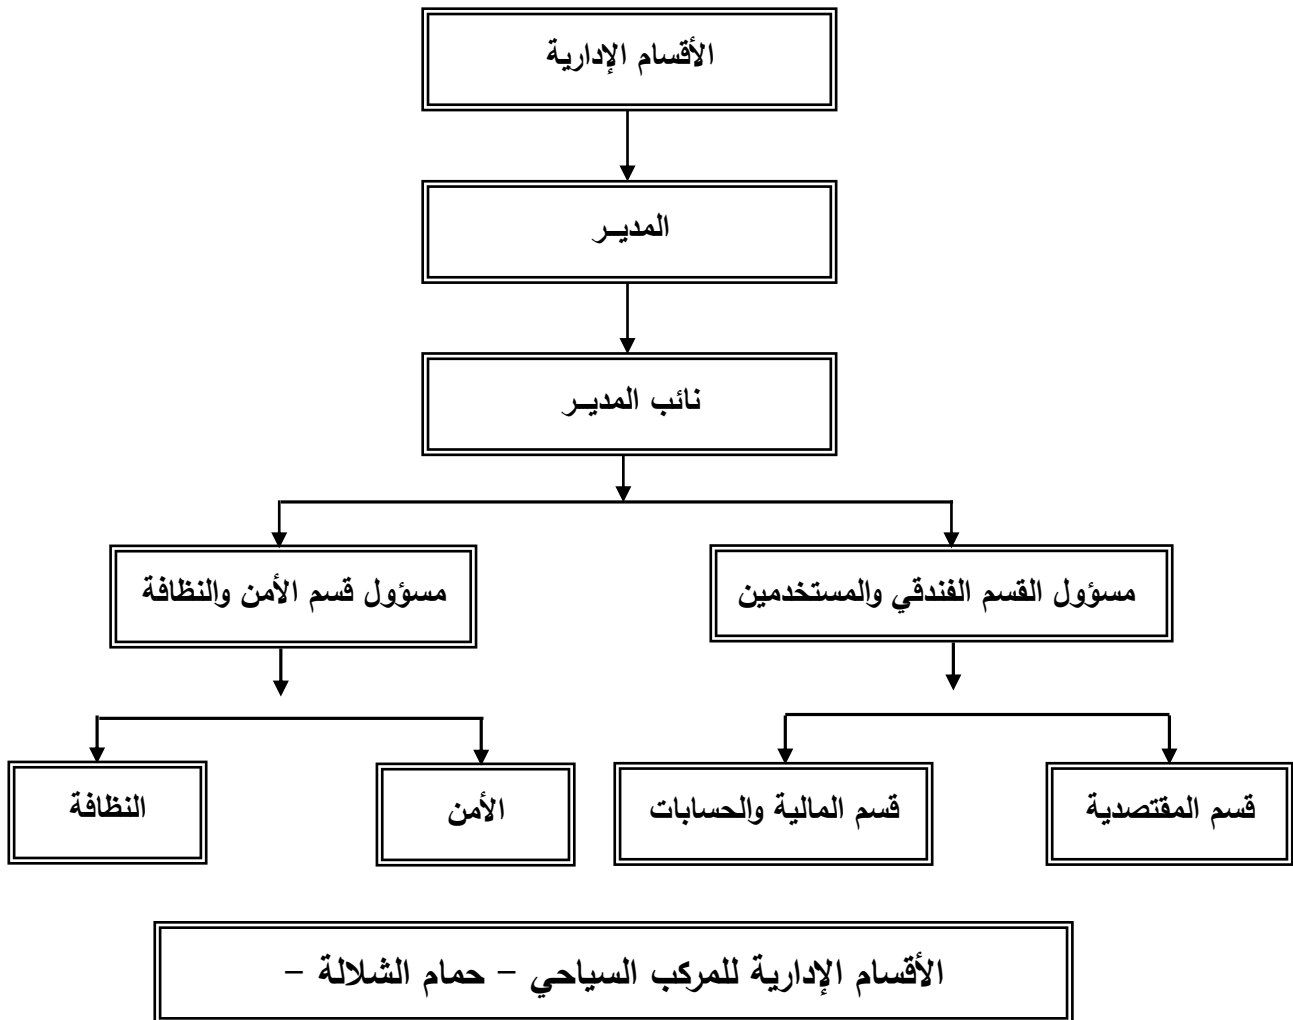 الأقسام الإدارية
المديـر
نائب المديـر
مسؤول القسم الفندقي والمستخدمين
مسؤول قسم الأمن والنظافة
قسم المقتصدية
قسم المالية والحسابات
الأمن
النظافة
الأقسام الإدارية للمركب السياحي – حمام الشلالة –